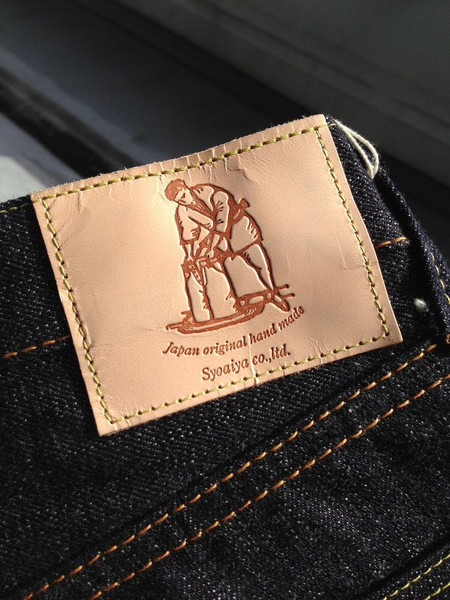 Japan original hand made
Syoaiya co.,ltd.